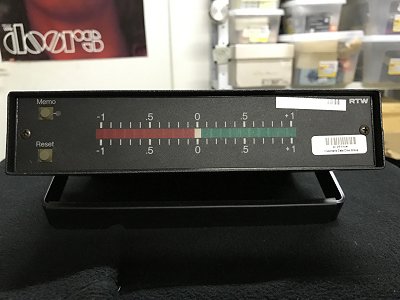 THE
doors
Memo
RTW
-1 .5 0 .5 +1
Reset
-1 .5 0 .5 +1